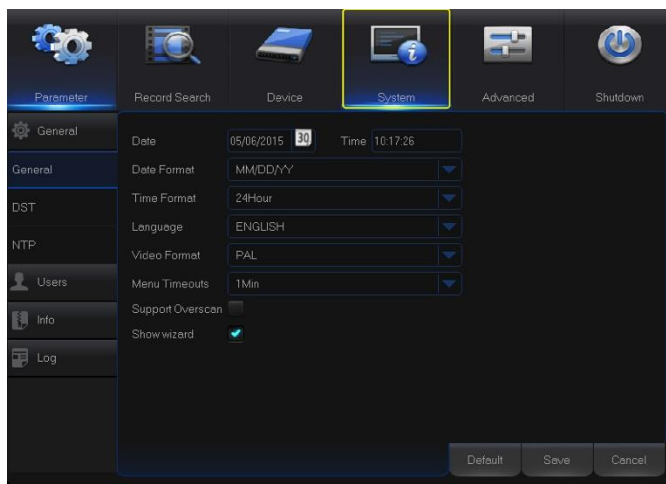 Parameter Record Search Device System Advanced Shutdown
General
General
DST
NTP
Users
Info
Log
Date 05/06/2015 30 Time 10:17:26
Date Format MM/DD/YY
Time Format 24Hour
Language ENGLISH
Video Format PAL
Menu Timeouts 1Min
Support Overscan
Show wizard
Default Save Cancel